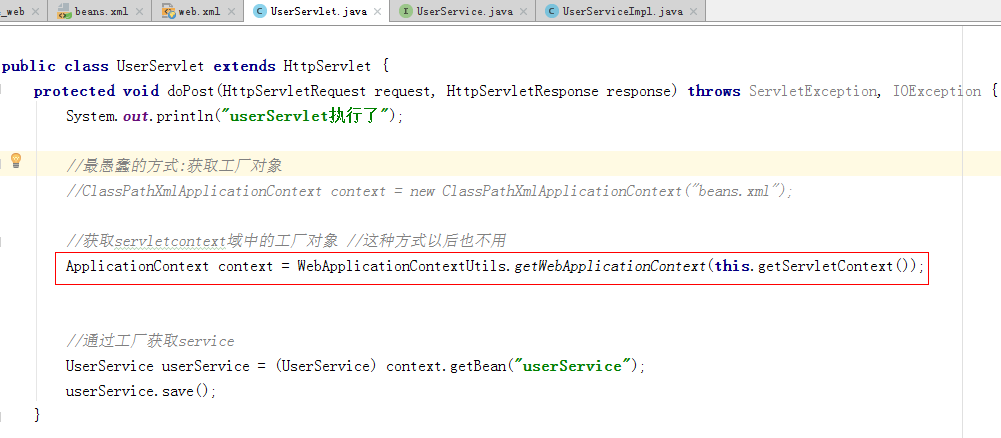 _web beans.xml web.xml UserServlet.java UserService.java UserServiceImpl.java
public class UserServlet extends HttpServlet {
protected void doPost(HttpServletRequest request, HttpServletResponse response) throws ServletException, IOException {
System.out.println("userServlet执行了");
//最愚蠢的方式:获取工厂对象
//ClassPathXmlApplicationContext context = new ClassPathXmlApplicationContext("beans.xml");
//获取servletcontext域中的工厂对象 //这种方式以后也不用
ApplicationContext context = WebApplicationContextUtils.getWebApplicationContext(this.getServletContext());
//通过工厂获取service
UserService userService = (UserService) context.getBean("userService");
userService.save();
}